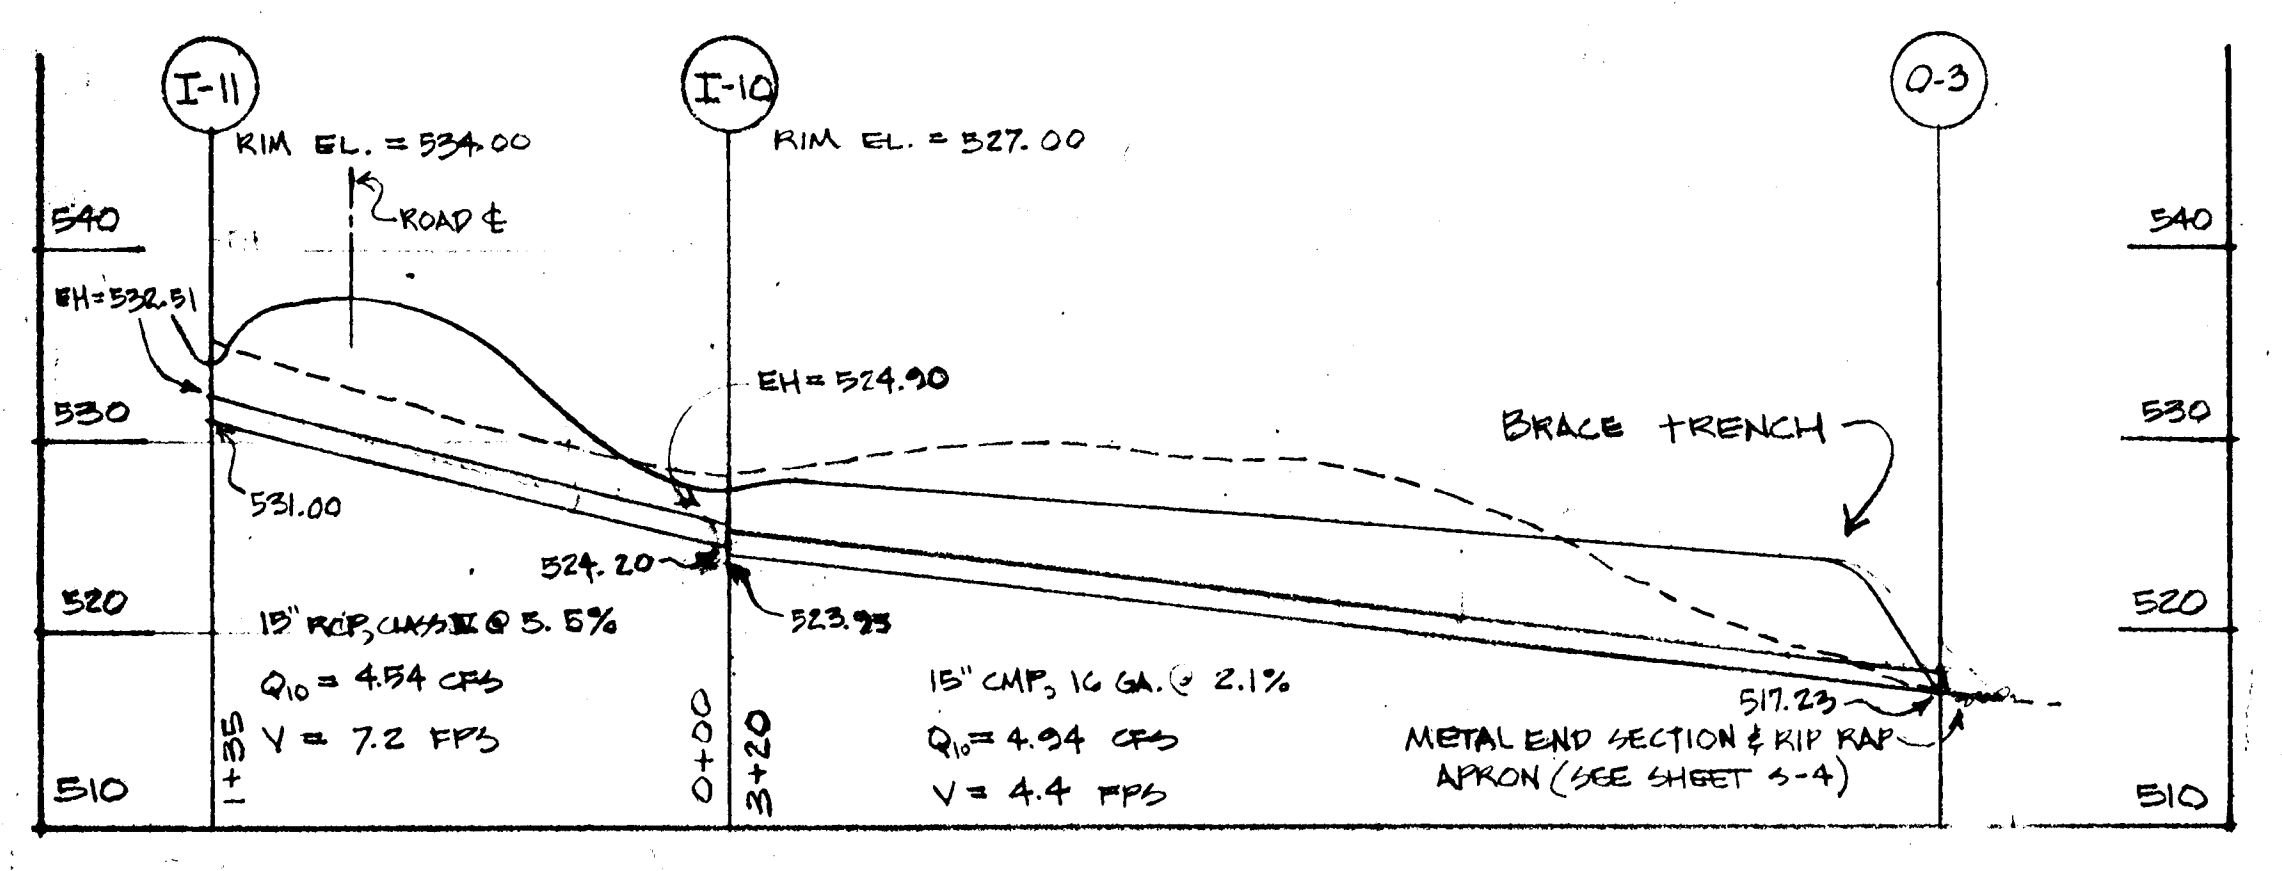 I-11
I-10
O-3
RIM EL. = 534.00
RIM EL. = 527.00
ROAD ℄
540
540
EH=532.51
EH= 524.90
530
BRACE TRENCH
530
531.00
524.20
520
523.95
520
15" RCP, CLASS IV @ 5.5%
Q10 = 4.54 CFS
V = 7.2 FPS
15" CMP, 16 GA. @ 2.1%
Q10= 4.94 CFS
V = 4.4 FPS
517.23
METAL END SECTION & RIP RAP
APRON (SEE SHEET S-4)
1+35
0+00
3+20
510
510